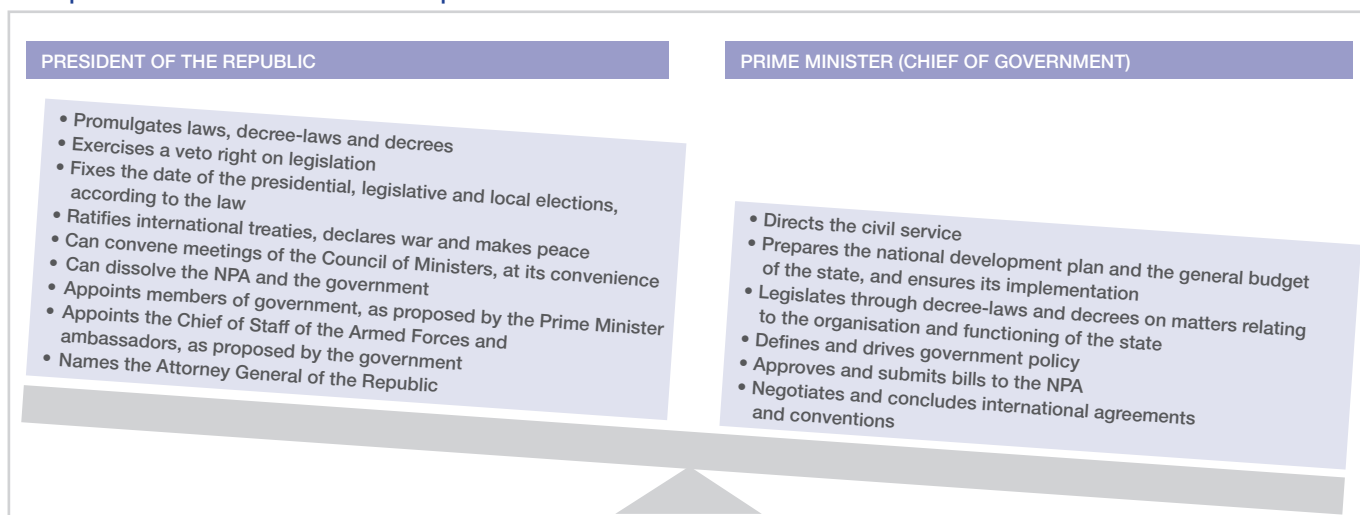 PRESIDENT OF THE REPUBLIC
• Promulgates laws, decree-laws and decrees
• Exercises a veto right on legislation
• Fixes the date of the presidential, legislative and local elections,
according to the law
• Ratifies international treaties, declares war and makes peace
• Can convene meetings of the Council of Ministers, at its convenience
• Can dissolve the NPA and the government
• Appoints members of government, as proposed by the Prime Minister
• Appoints the Chief of Staff of the Armed Forces and
ambassadors, as proposed by the government
• Names the Attorney General of the Republic
PRIME MINISTER (CHIEF OF GOVERNMENT)
• Directs the civil service
• Prepares the national development plan and the general budget
of the state, and ensures its implementation
• Legislates through decree-laws and decrees on matters relating
to the organisation and functioning of the state
• Defines and drives government policy
• Approves and submits bills to the NPA
• Negotiates and concludes international agreements
and conventions